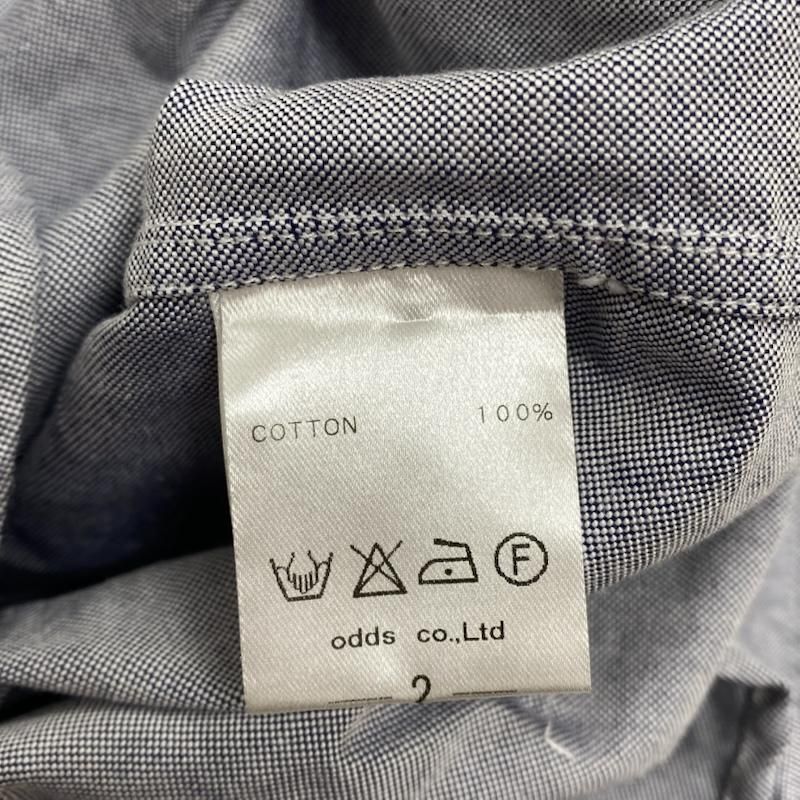 COTTON 100%
F
odds co.,Ltd
2